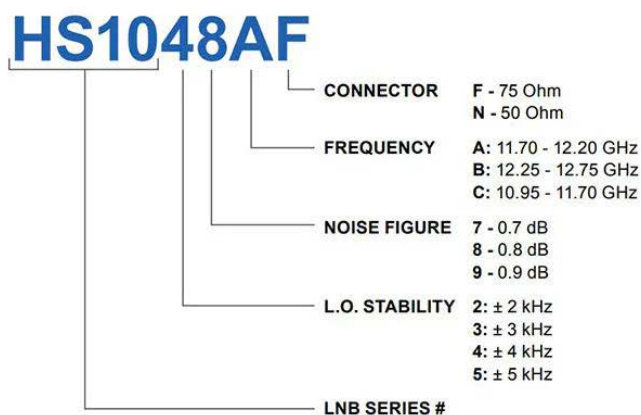 HS1048AF
CONNECTOR F - 75 Ohm
N - 50 Ohm
FREQUENCY A: 11.70 - 12.20 GHz
B: 12.25 - 12.75 GHz
C: 10.95 - 11.70 GHz
NOISE FIGURE 7 - 0.7 dB
8 - 0.8 dB
9 - 0.9 dB
L.O. STABILITY 2: ± 2 kHz
3: ± 3 kHz
4: ± 4 kHz
5: ± 5 kHz
LNB SERIES #